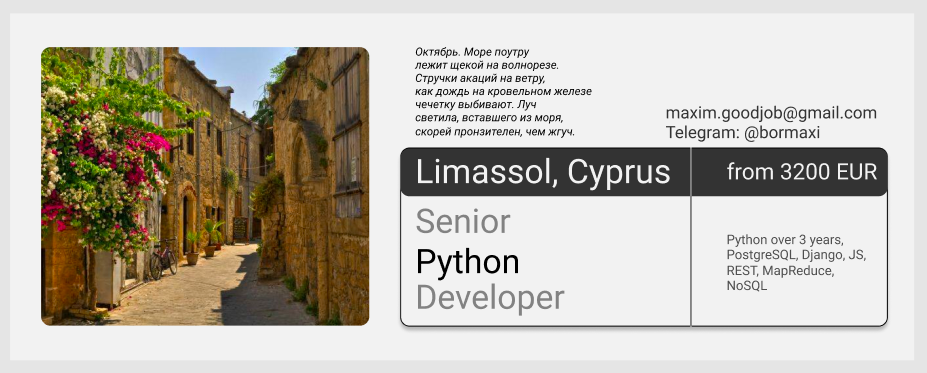 Октябрь. Море поутру
лежит щекой на волнорезе.
Стручки акаций на ветру,
как дождь на кровельном железе
чечетку выбивают. Луч
светила, вставшего из моря,
скорей пронзителен, чем жгуч.
maxim.goodjob@gmail.com
Telegram: @bormaxi
Limassol, Cyprus
from 3200 EUR
Senior
Python
Developer
Python over 3 years,
PostgreSQL, Django, JS,
REST, MapReduce,
NoSQL